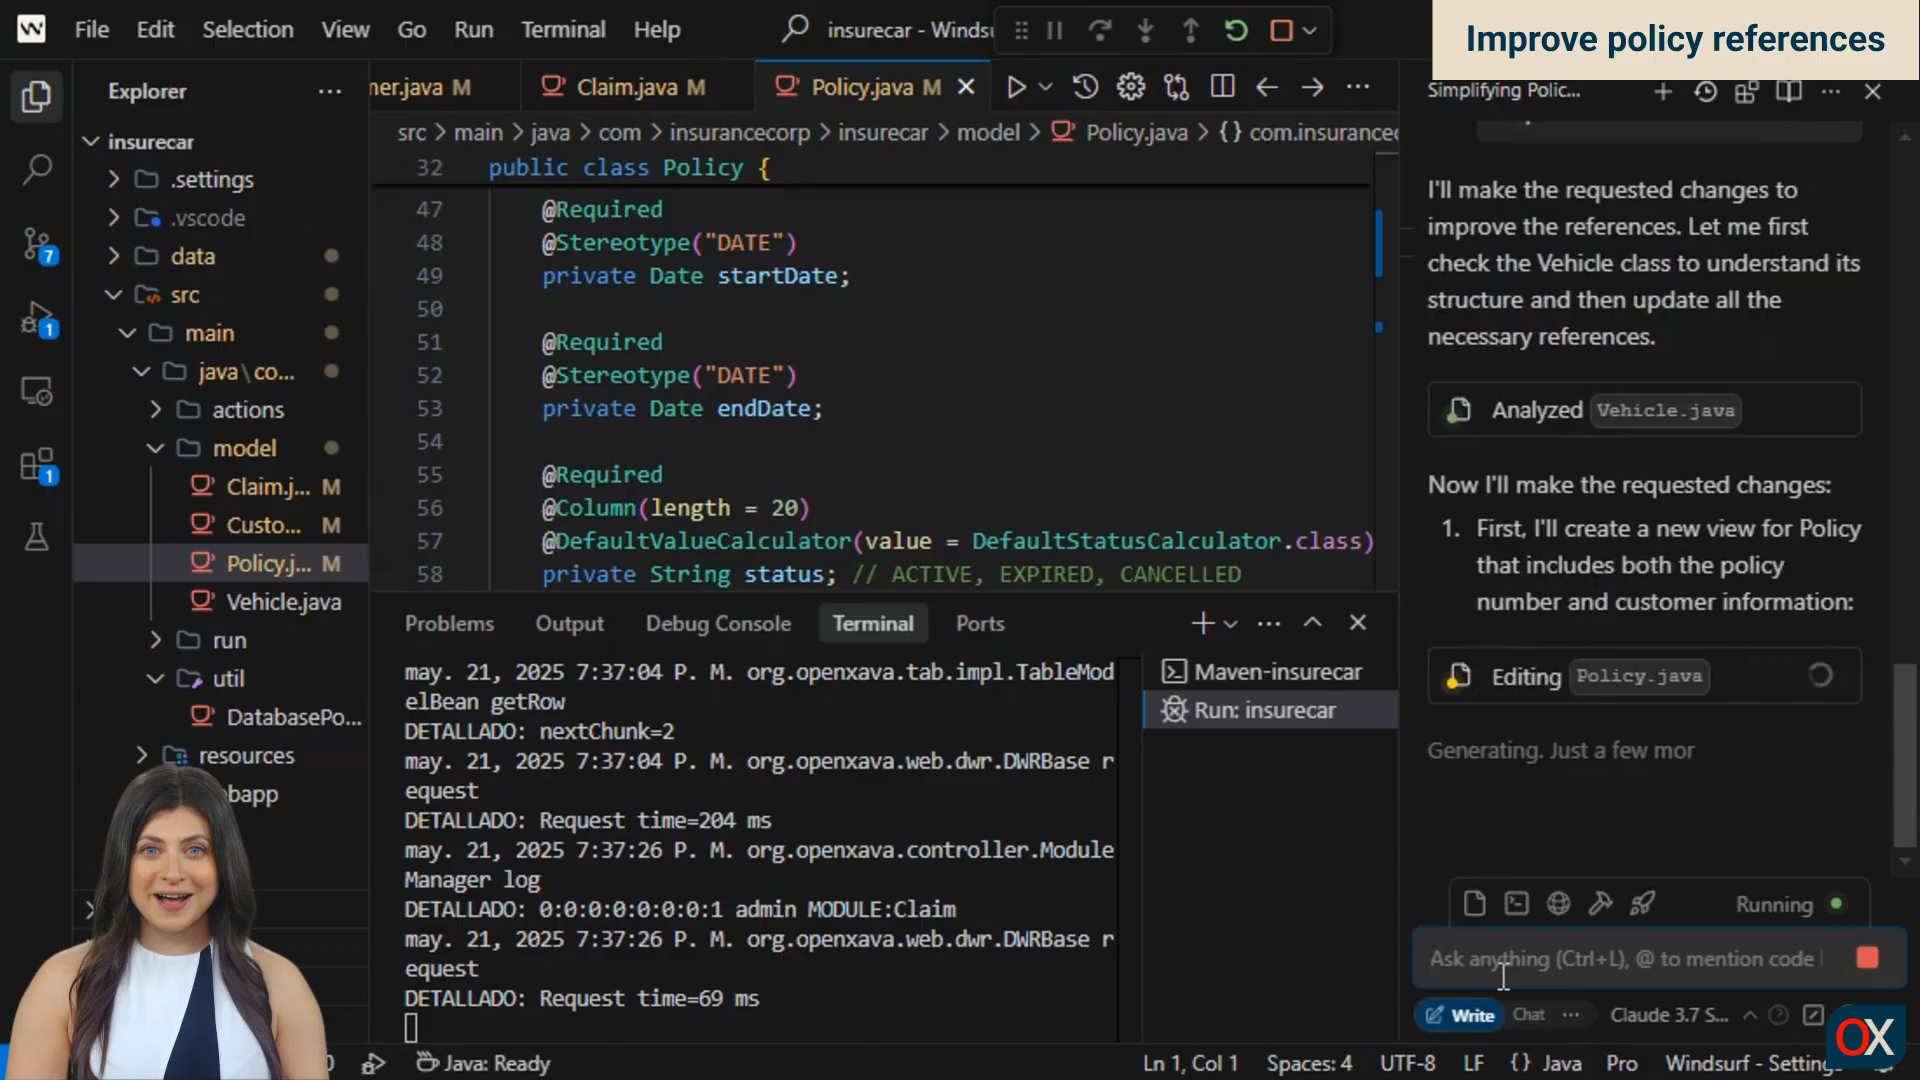 File Edit Selection View Go Run Terminal Help
insurecar - Winds
Improve policy references
Explorer
ner.java M
Claim.java M
Policy.java M
Simplifying Polic...
src > main > java > com > insurancecorp > insurecar > model > Policy.java > {} com.insurancec
insurecar
.settings
.vscode
data
src
main
java\co...
actions
model
Claim.j... M
Custo... M
Policy.j... M
Vehicle.java
run
util
DatabasePo...
resources
bapp
7
1
1
32 public class Policy {
47 @Required
48 @Stereotype("DATE")
49 private Date startDate;
50
51 @Required
52 @Stereotype("DATE")
53 private Date endDate;
54
55 @Required
56 @Column(length = 20)
57 @DefaultValueCalculator(value = DefaultStatusCalculator.class)
58 private String status; // ACTIVE, EXPIRED, CANCELLED
Problems Output Debug Console Terminal Ports
may. 21, 2025 7:37:04 P. M. org.openxava.tab.impl.TableMod
elBean getRow
DETALLADO: nextChunk=2
may. 21, 2025 7:37:04 P. M. org.openxava.web.dwr.DWRBase r
equest
DETALLADO: Request time=204 ms
may. 21, 2025 7:37:26 P. M. org.openxava.controller.Module
Manager log
DETALLADO: 0:0:0:0:0:0:0:1 admin MODULE:Claim
may. 21, 2025 7:37:26 P. M. org.openxava.web.dwr.DWRBase r
equest
DETALLADO: Request time=69 ms
Maven-insurecar
Run: insurecar
I'll make the requested changes to
improve the references. Let me first
check the Vehicle class to understand its
structure and then update all the
necessary references.
Analyzed Vehicle.java
Now I'll make the requested changes:
1. First, I'll create a new view for Policy
that includes both the policy
number and customer information:
Editing Policy.java
Generating. Just a few mor
Running
Ask anything (Ctrl+L), @ to mention code
Write Chat ... Claude 3.7 S...
OX
0
Java: Ready
Ln 1, Col 1 Spaces: 4 UTF-8 LF {} Java Pro Windsurf - Setting